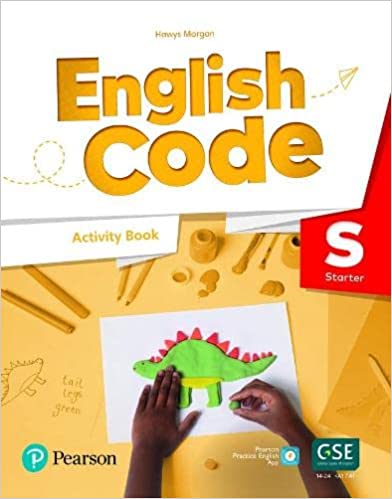 Hawys Morgan
English
Code
Activity Book
S
Starter
tail
legs
green
Pearson
Pearson
Practice English
App
GSE